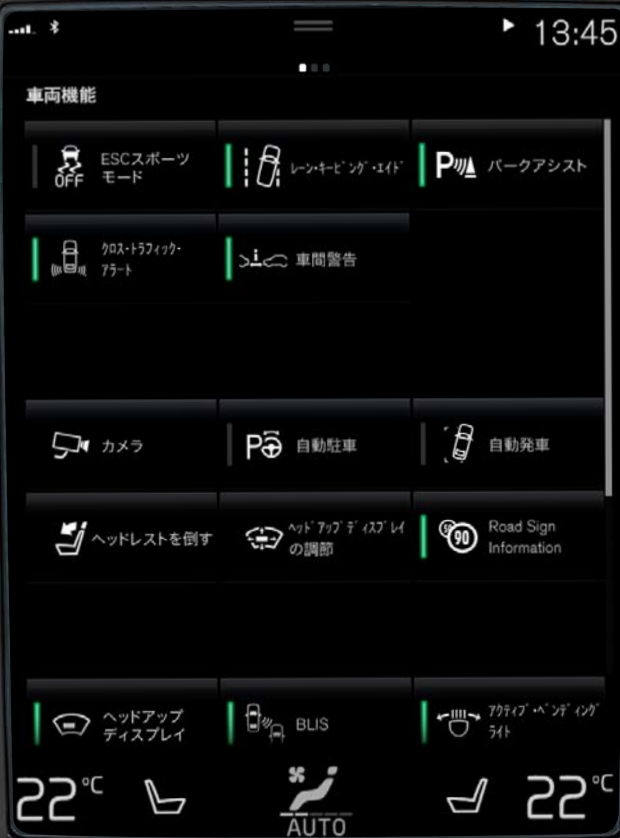 13:45
車両機能
OFF
ESCスポーツ
モード
レーン・キーピング・エイド
P
パークアシスト
クロス・トラフィック・
アラート
車間警告
カメラ
P
自動駐車
自動発車
ヘッドレストを倒す
ヘッドアップディスプレイ
の調節
50
90
Road Sign
Information
ヘッドアップ
ディスプレイ
BLIS
アクティブ・ベンディング
ライト
22°C
AUTO
22°C